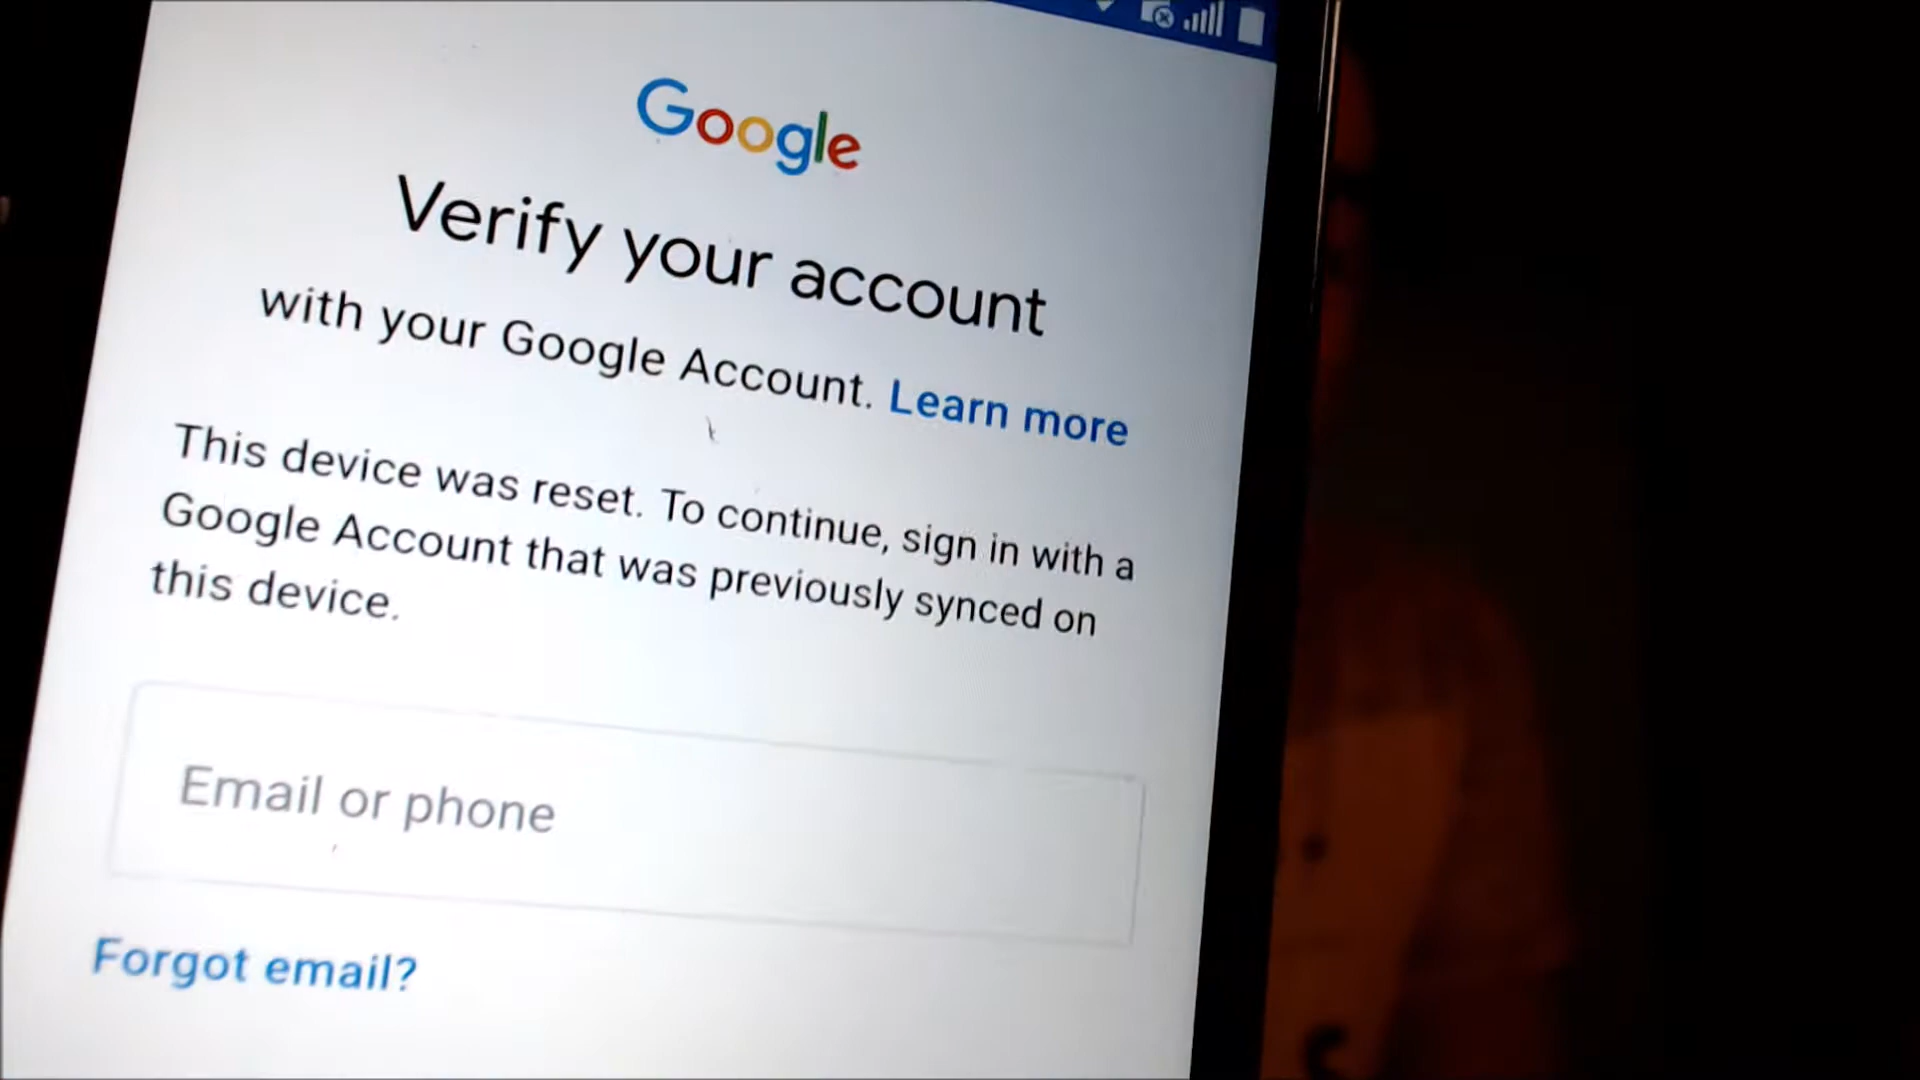 Google
Verify your account
with your Google Account. Learn more
This device was reset. To continue, sign in with a
Google Account that was previously synced on
this device.
Email or phone
Forgot email?